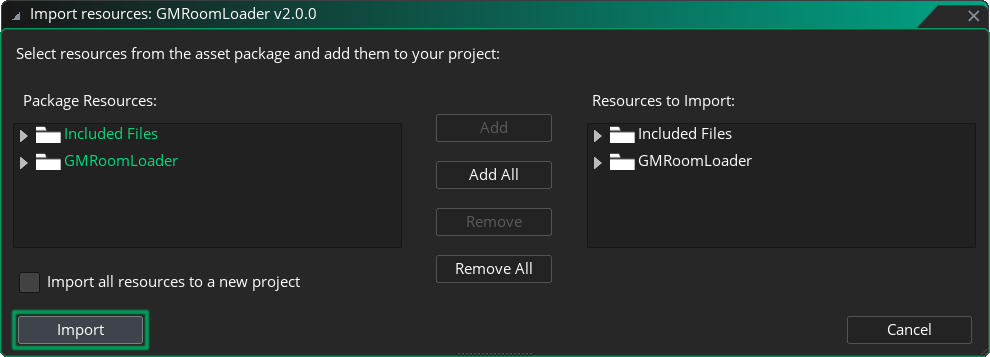 Import resources: GMRoomLoader v2.0.0
Select resources from the asset package and add them to your project:
Package Resources:
Included Files
GMRoomLoader
Add
Add All
Remove
Remove All
Resources to Import:
Included Files
GMRoomLoader
Import all resources to a new project
Import
Cancel